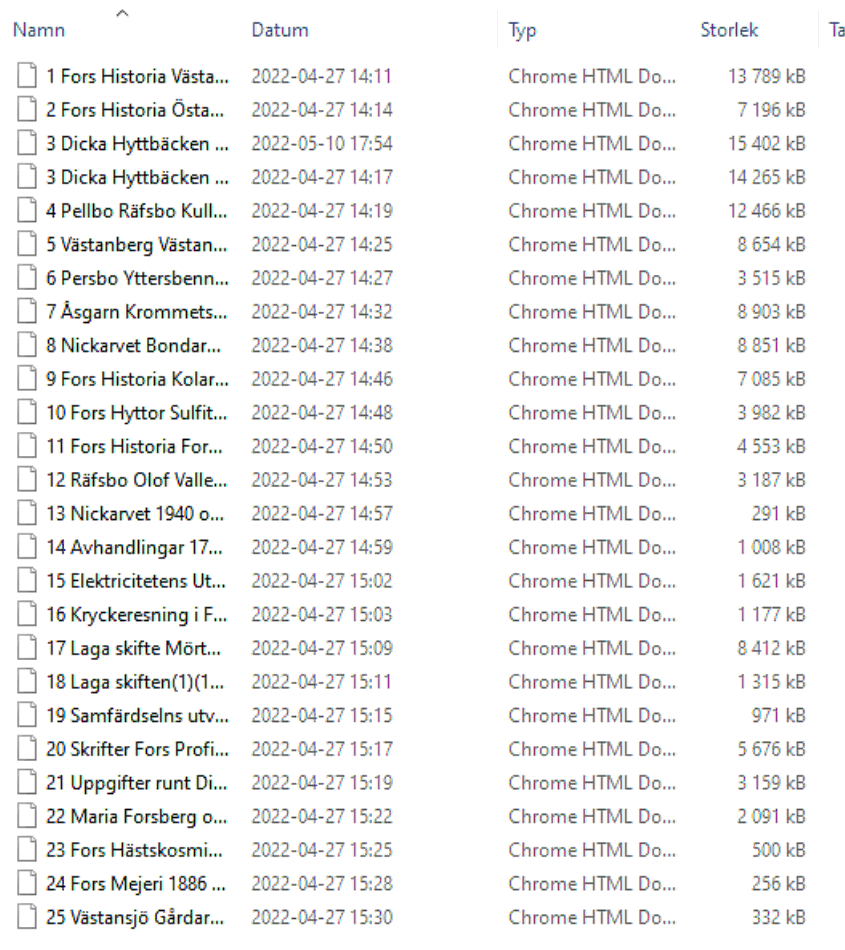 Namn Datum Typ Storlek Ta
1 Fors Historia Västa... 2022-04-27 14:11 Chrome HTML Do... 13 789 kB
2 Fors Historia Östa... 2022-04-27 14:14 Chrome HTML Do... 7 196 kB
3 Dicka Hyttbäcken ... 2022-05-10 17:54 Chrome HTML Do... 15 402 kB
3 Dicka Hyttbäcken ... 2022-04-27 14:17 Chrome HTML Do... 14 265 kB
4 Pellbo Räfsbo Kull... 2022-04-27 14:19 Chrome HTML Do... 12 466 kB
5 Västanberg Västan... 2022-04-27 14:25 Chrome HTML Do... 8 654 kB
6 Persbo Yttersbenn... 2022-04-27 14:27 Chrome HTML Do... 3 515 kB
7 Åsgarn Krommets... 2022-04-27 14:32 Chrome HTML Do... 8 903 kB
8 Nickarvet Bondar... 2022-04-27 14:38 Chrome HTML Do... 8 851 kB
9 Fors Historia Kolar... 2022-04-27 14:46 Chrome HTML Do... 7 085 kB
10 Fors Hyttor Sulfit... 2022-04-27 14:48 Chrome HTML Do... 3 982 kB
11 Fors Historia For... 2022-04-27 14:50 Chrome HTML Do... 4 553 kB
12 Räfsbo Olof Valle... 2022-04-27 14:53 Chrome HTML Do... 3 187 kB
13 Nickarvet 1940 o... 2022-04-27 14:57 Chrome HTML Do... 291 kB
14 Avhandlingar 17... 2022-04-27 14:59 Chrome HTML Do... 1 008 kB
15 Elektricitetens Ut... 2022-04-27 15:02 Chrome HTML Do... 1 621 kB
16 Kryckeresning i F... 2022-04-27 15:03 Chrome HTML Do... 1 177 kB
17 Laga skifte Mört... 2022-04-27 15:09 Chrome HTML Do... 8 412 kB
18 Laga skiften(1)(1... 2022-04-27 15:11 Chrome HTML Do... 1 315 kB
19 Samfärdselns utv... 2022-04-27 15:15 Chrome HTML Do... 971 kB
20 Skrifter Fors Profi... 2022-04-27 15:17 Chrome HTML Do... 5 676 kB
21 Uppgifter runt Di... 2022-04-27 15:19 Chrome HTML Do... 3 159 kB
22 Maria Forsberg o... 2022-04-27 15:22 Chrome HTML Do... 2 091 kB
23 Fors Hästskosmi... 2022-04-27 15:25 Chrome HTML Do... 500 kB
24 Fors Mejeri 1886 ... 2022-04-27 15:28 Chrome HTML Do... 256 kB
25 Västansjö Gårdar... 2022-04-27 15:30 Chrome HTML Do... 332 kB